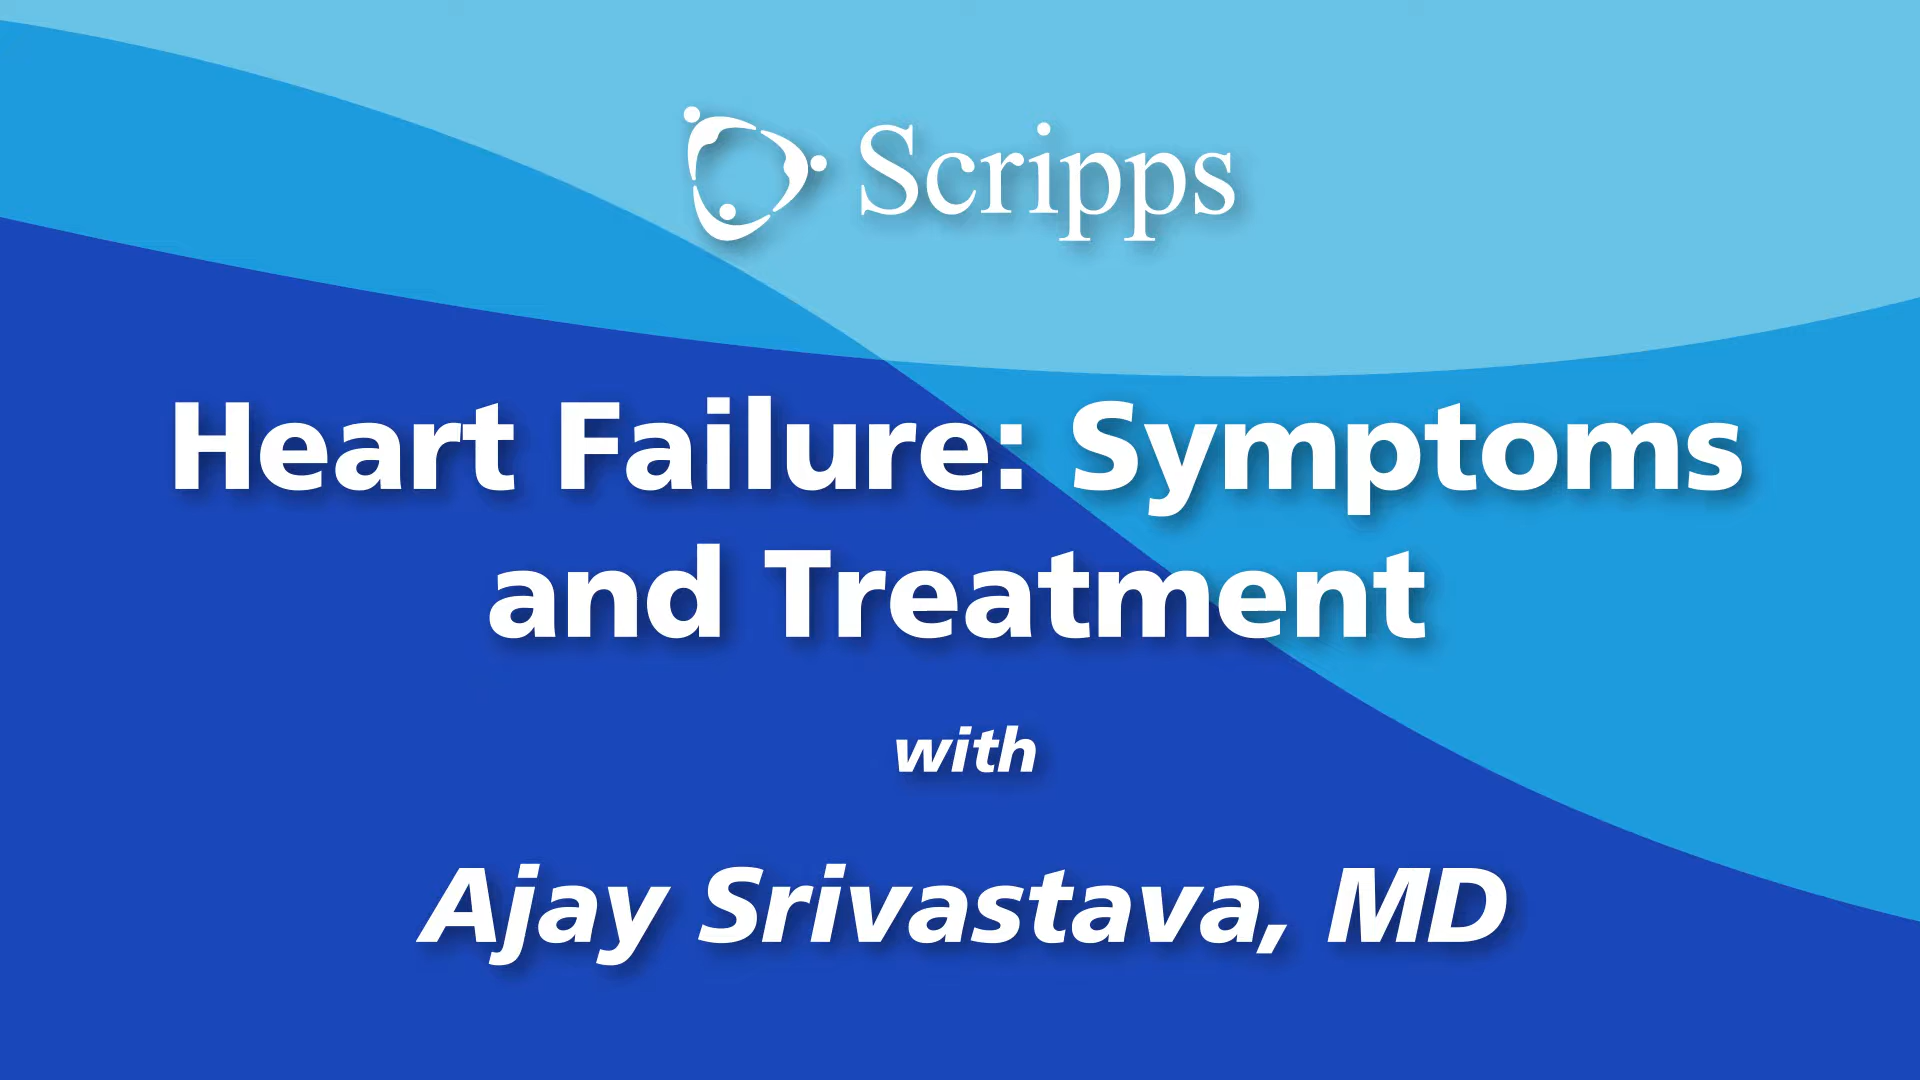 Scripps
Heart Failure: Symptoms
and Treatment
with
Ajay Srivastava, MD